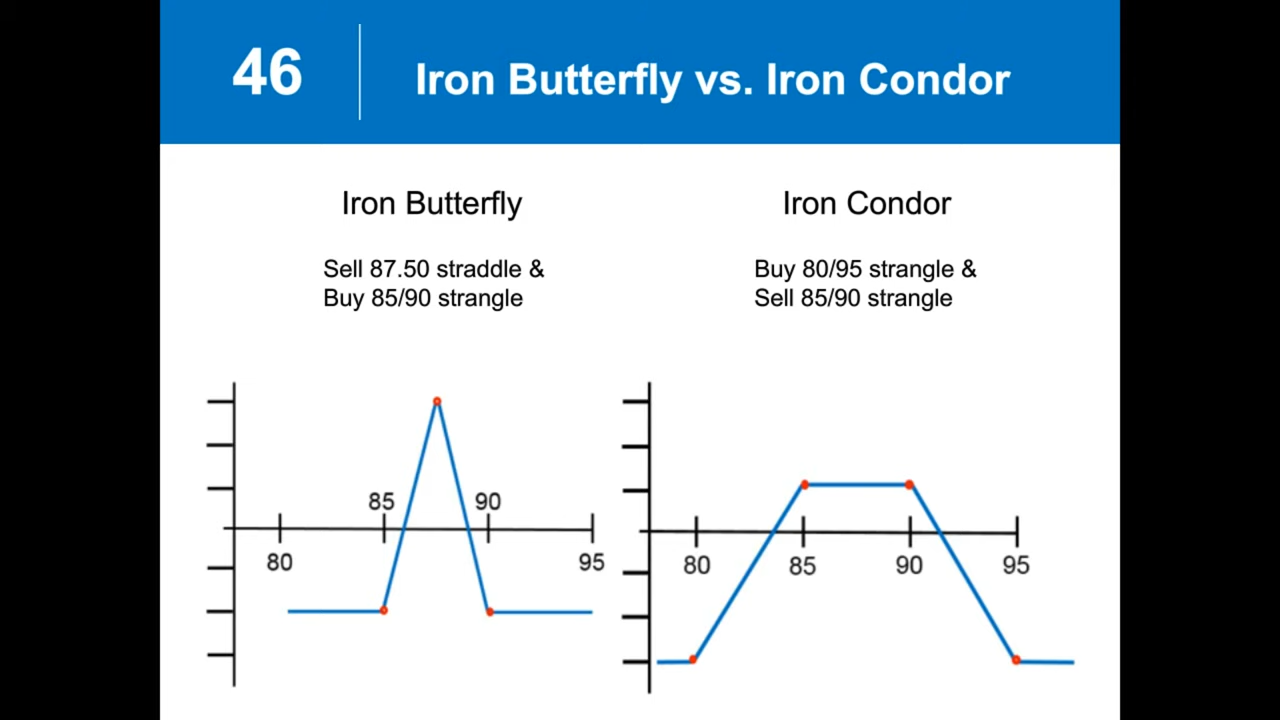 46
Iron Butterfly vs. Iron Condor
Iron Butterfly
Sell 87.50 straddle &
Buy 85/90 strangle
Iron Condor
Buy 80/95 strangle &
Sell 85/90 strangle
85 90
80 95
80 85 90 95